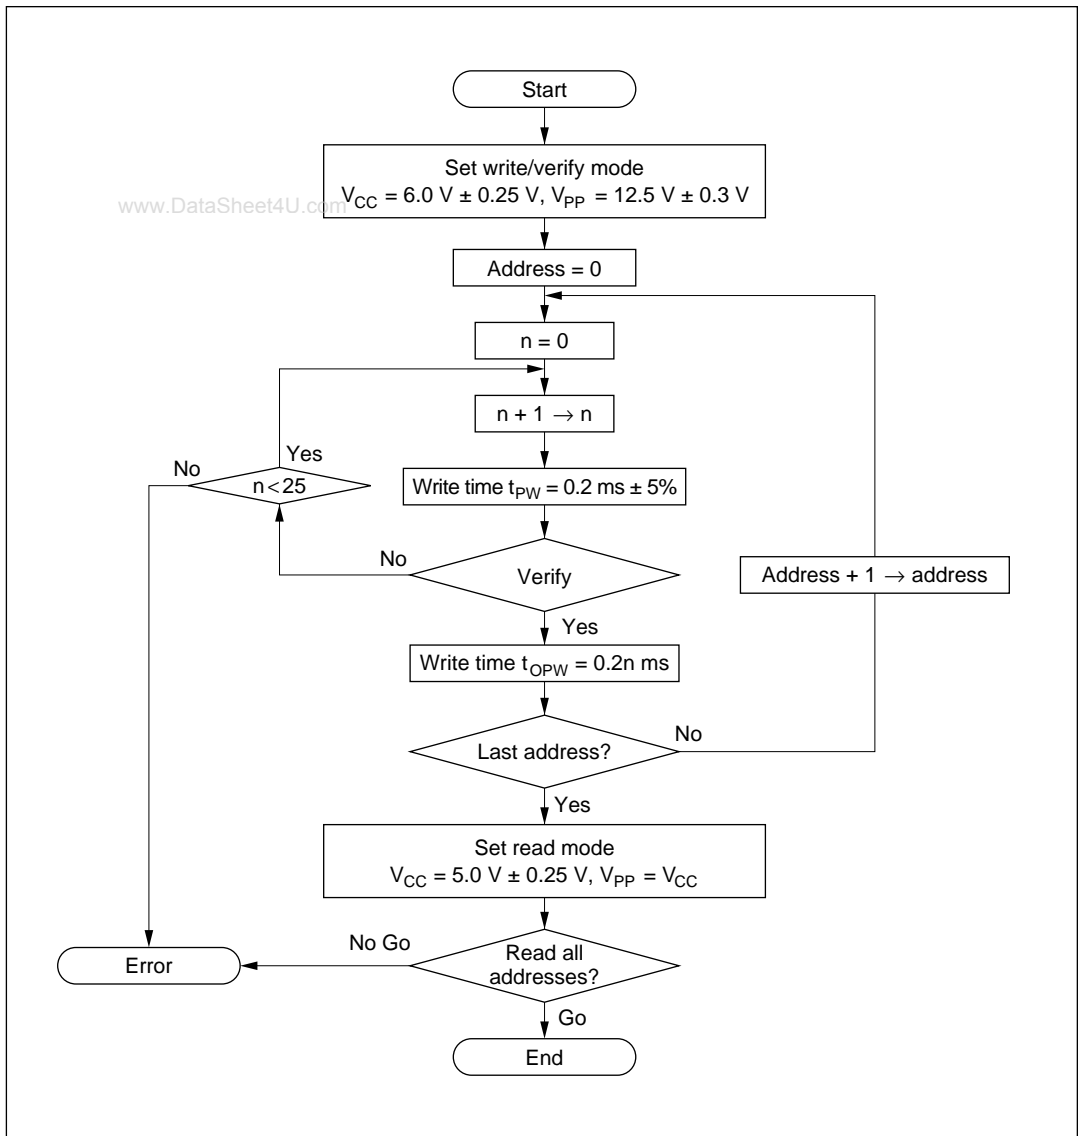 Start
Set write/verify mode
www.DataSheet4U.com
VCC = 6.0 V ± 0.25 V, VPP = 12.5 V ± 0.3 V
Address = 0
n = 0
n + 1 → n
Yes
No
n<25
Write time tPW = 0.2 ms ± 5%
No
Verify
Address + 1 → address
Yes
Write time tOPW = 0.2n ms
No
Last address?
Yes
Set read mode
VCC = 5.0 V ± 0.25 V, VPP = VCC
No Go
Error
Read all
addresses?
Go
End